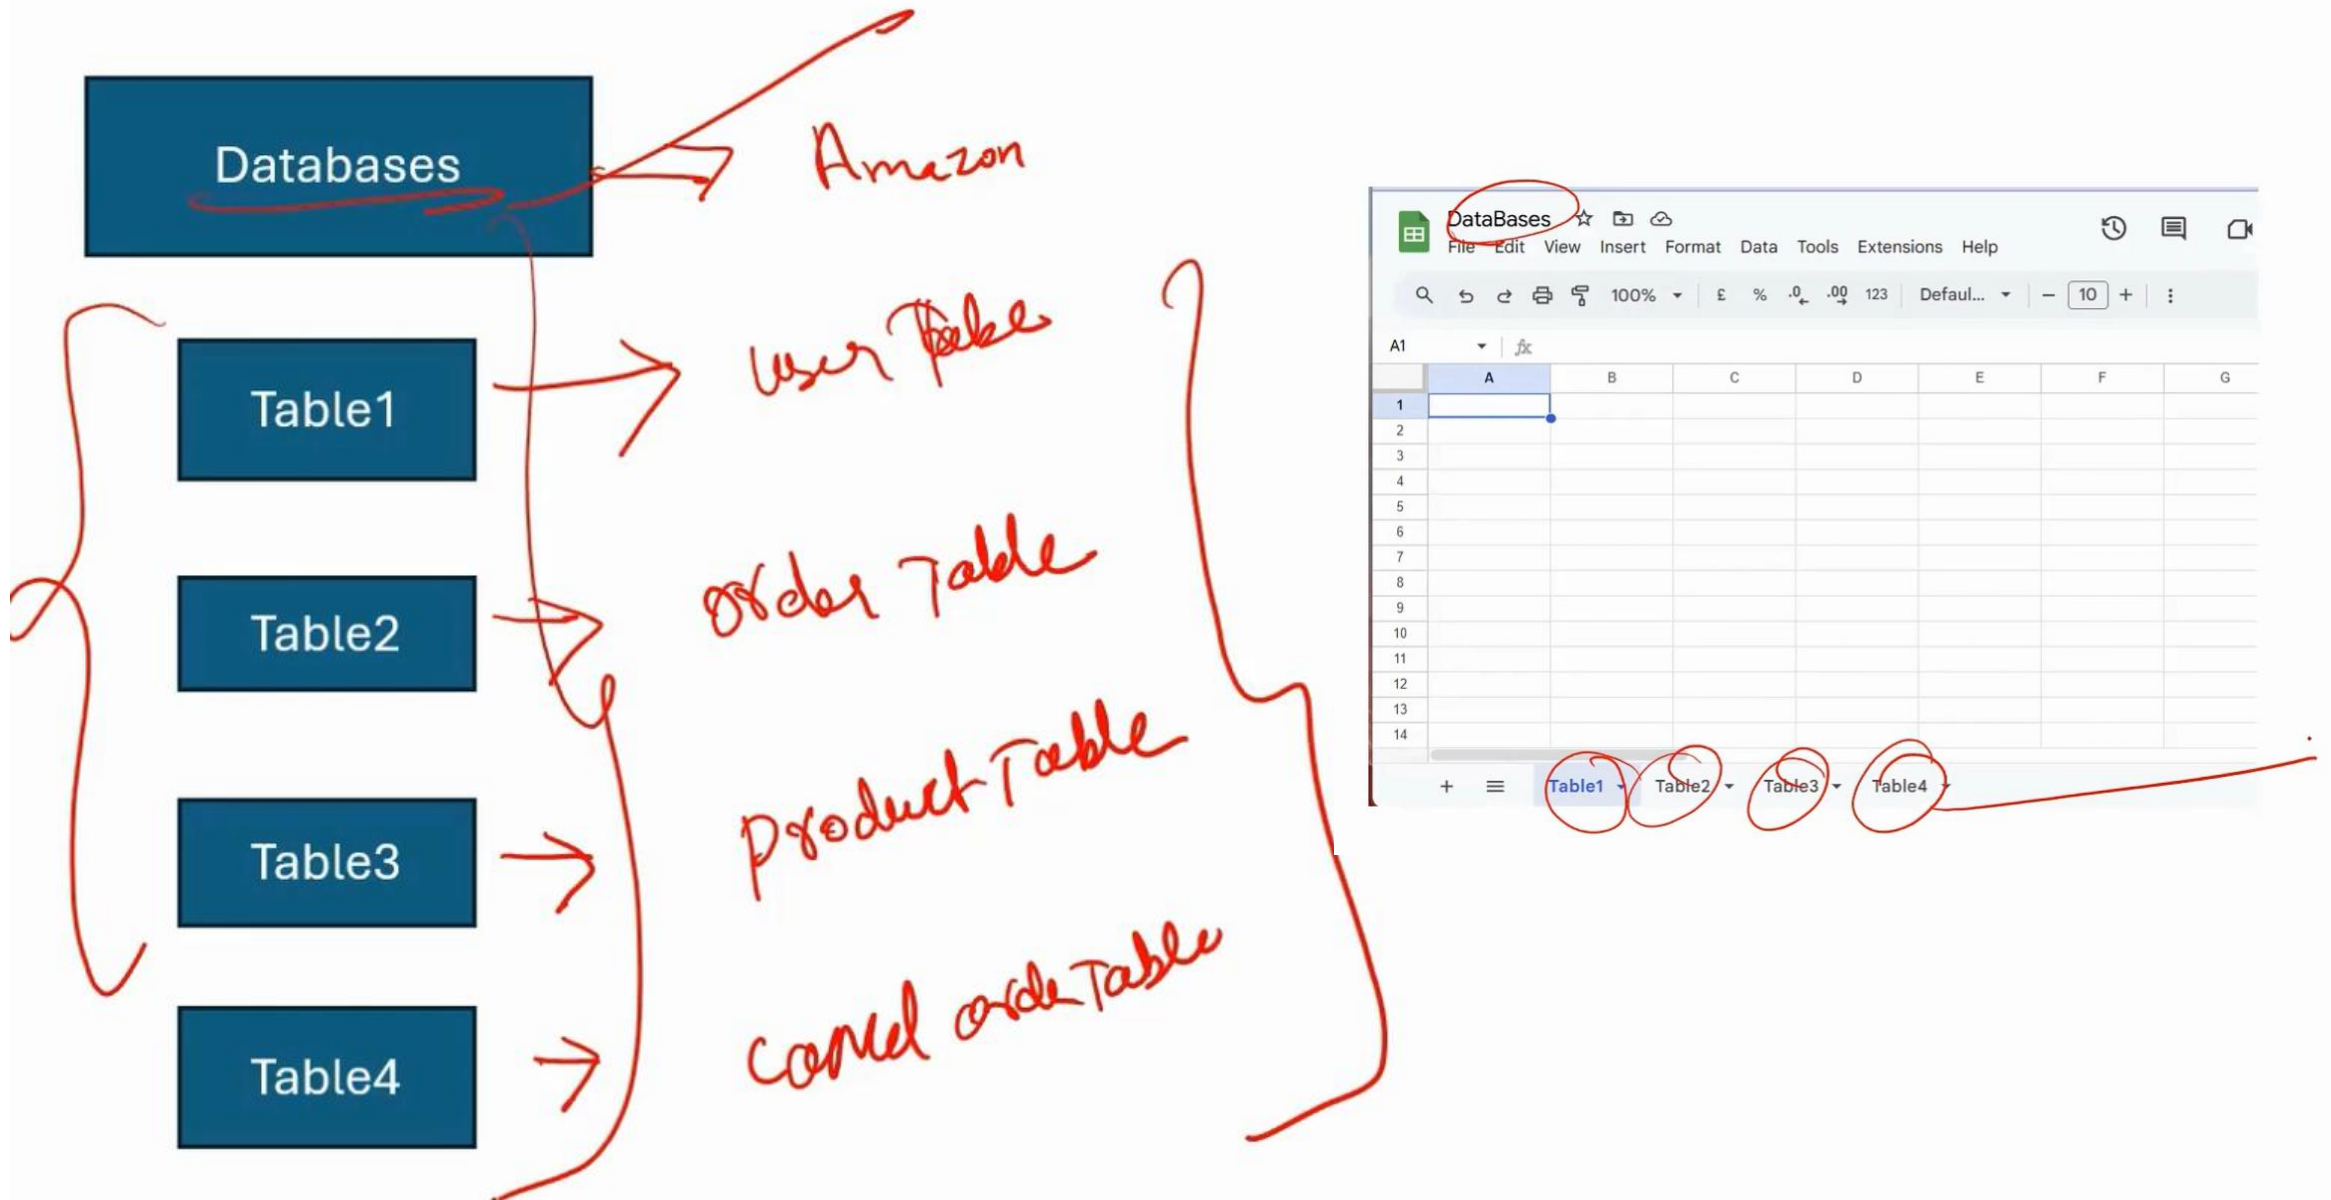 Databases
Amazon
Table1
User Table
Table2
order Table
Table3
Product Table
Table4
Cancel order Table
DataBases
File Edit View Insert Format Data Tools Extensions Help
100% £ % .0 .00 123 Defaul... − 10 +
A1 fx
A B C D E F G
1
2
3
4
5
6
7
8
9
10
11
12
13
14
+ Table1 Table2 Table3 Table4